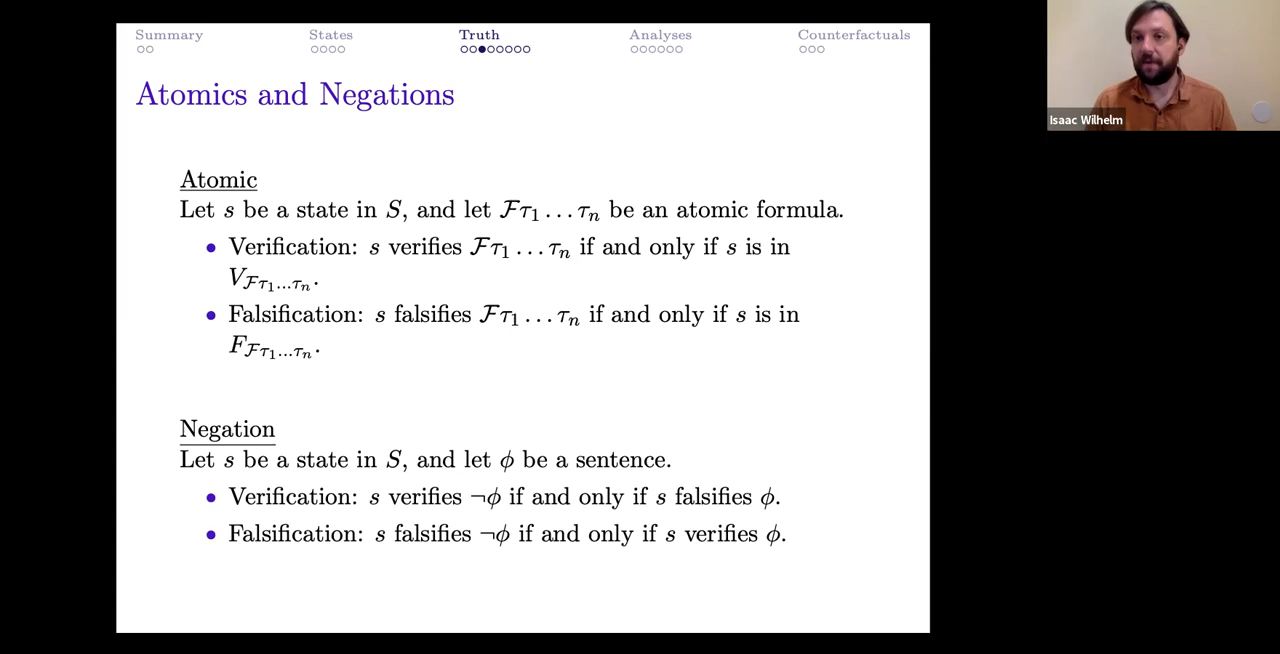 Summary States Truth Analyses Counterfactuals
Atomics and Negations
Atomic
Let s be a state in S, and let ℱτ₁ … τₙ be an atomic formula.
• Verification: s verifies ℱτ₁ … τₙ if and only if s is in
V_ℱτ₁…τₙ.
• Falsification: s falsifies ℱτ₁ … τₙ if and only if s is in
F_ℱτ₁…τₙ.
Negation
Let s be a state in S, and let ϕ be a sentence.
• Verification: s verifies ¬ϕ if and only if s falsifies ϕ.
• Falsification: s falsifies ¬ϕ if and only if s verifies ϕ.
Isaac Wilhelm